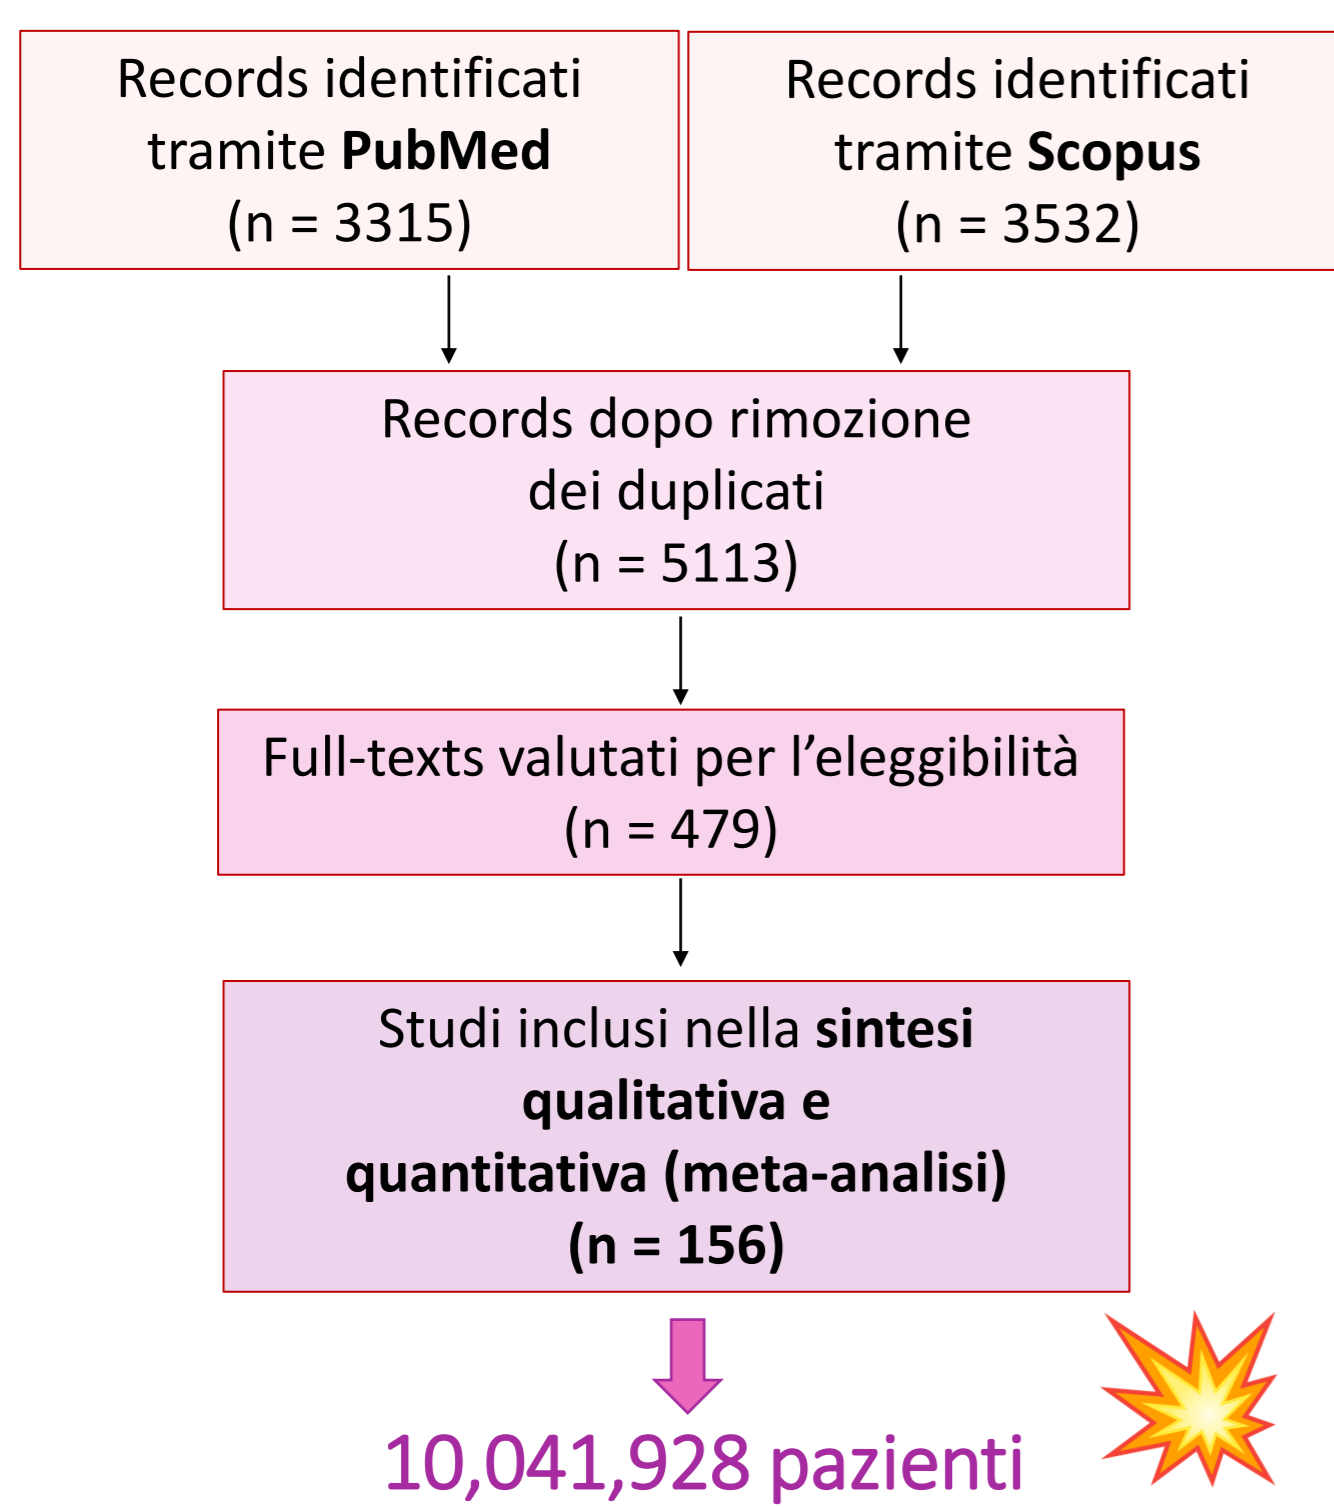 Records identificati
tramite PubMed
(n = 3315)
Records identificati
tramite Scopus
(n = 3532)
Records dopo rimozione
dei duplicati
(n = 5113)
Full-texts valutati per l’eleggibilità
(n = 479)
Studi inclusi nella sintesi
qualitativa e
quantitativa (meta-analisi)
(n = 156)
10,041,928 pazienti